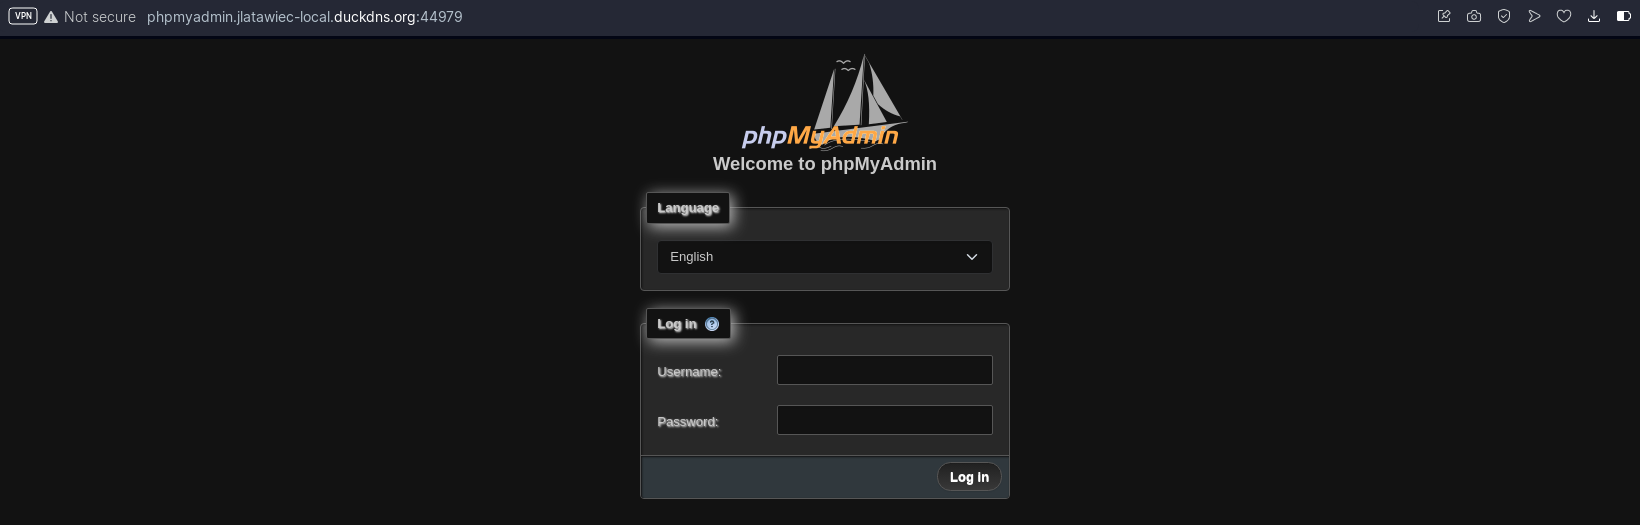 VPN Not secure phpmyadmin.jlatawiec-local.duckdns.org:44979
phpMyAdmin
Welcome to phpMyAdmin
Language
English
Log in ?
Username:
Password:
Log in